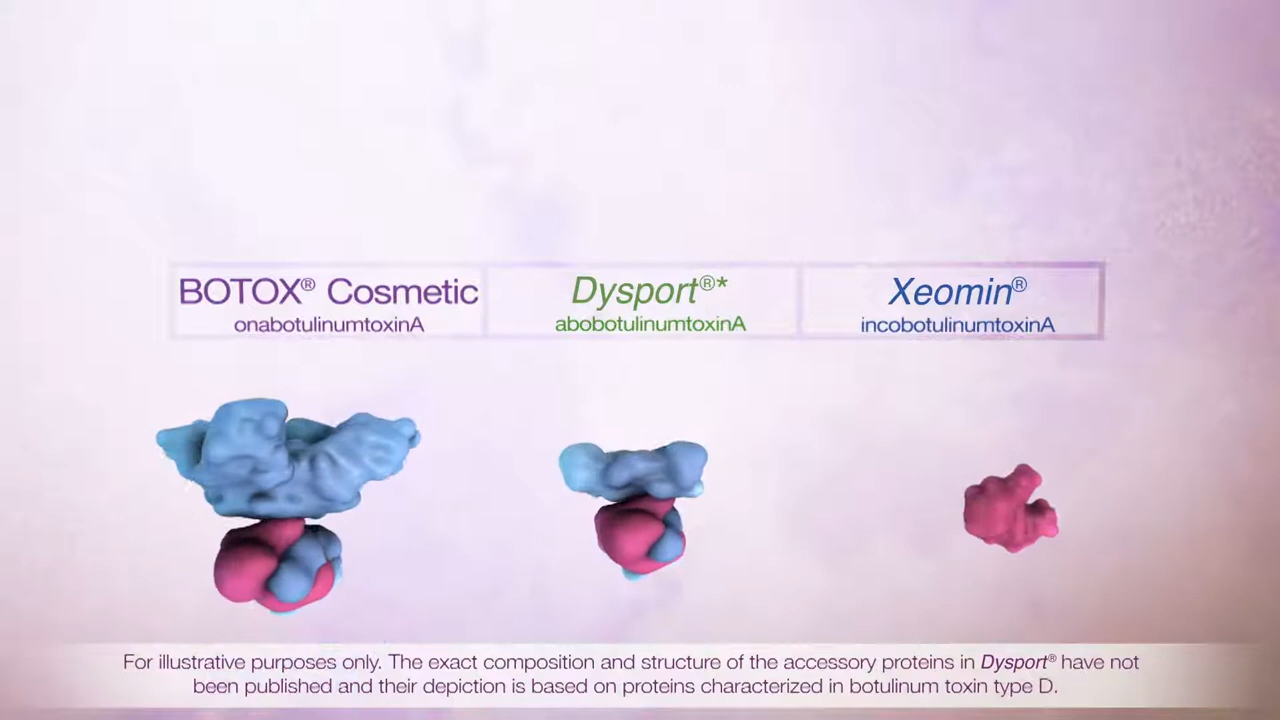 BOTOX® Cosmetic
onabotulinumtoxinA
Dysport®*
abobotulinumtoxinA
Xeomin®
incobotulinumtoxinA
For illustrative purposes only. The exact composition and structure of the accessory proteins in Dysport® have not
been published and their depiction is based on proteins characterized in botulinum toxin type D.